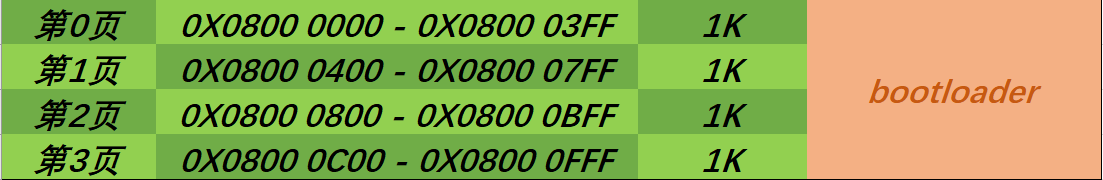 第0页 0X0800 0000 - 0X0800 03FF 1K
第1页 0X0800 0400 - 0X0800 07FF 1K
第2页 0X0800 0800 - 0X0800 0BFF 1K
第3页 0X0800 0C00 - 0X0800 0FFF 1K
bootloader